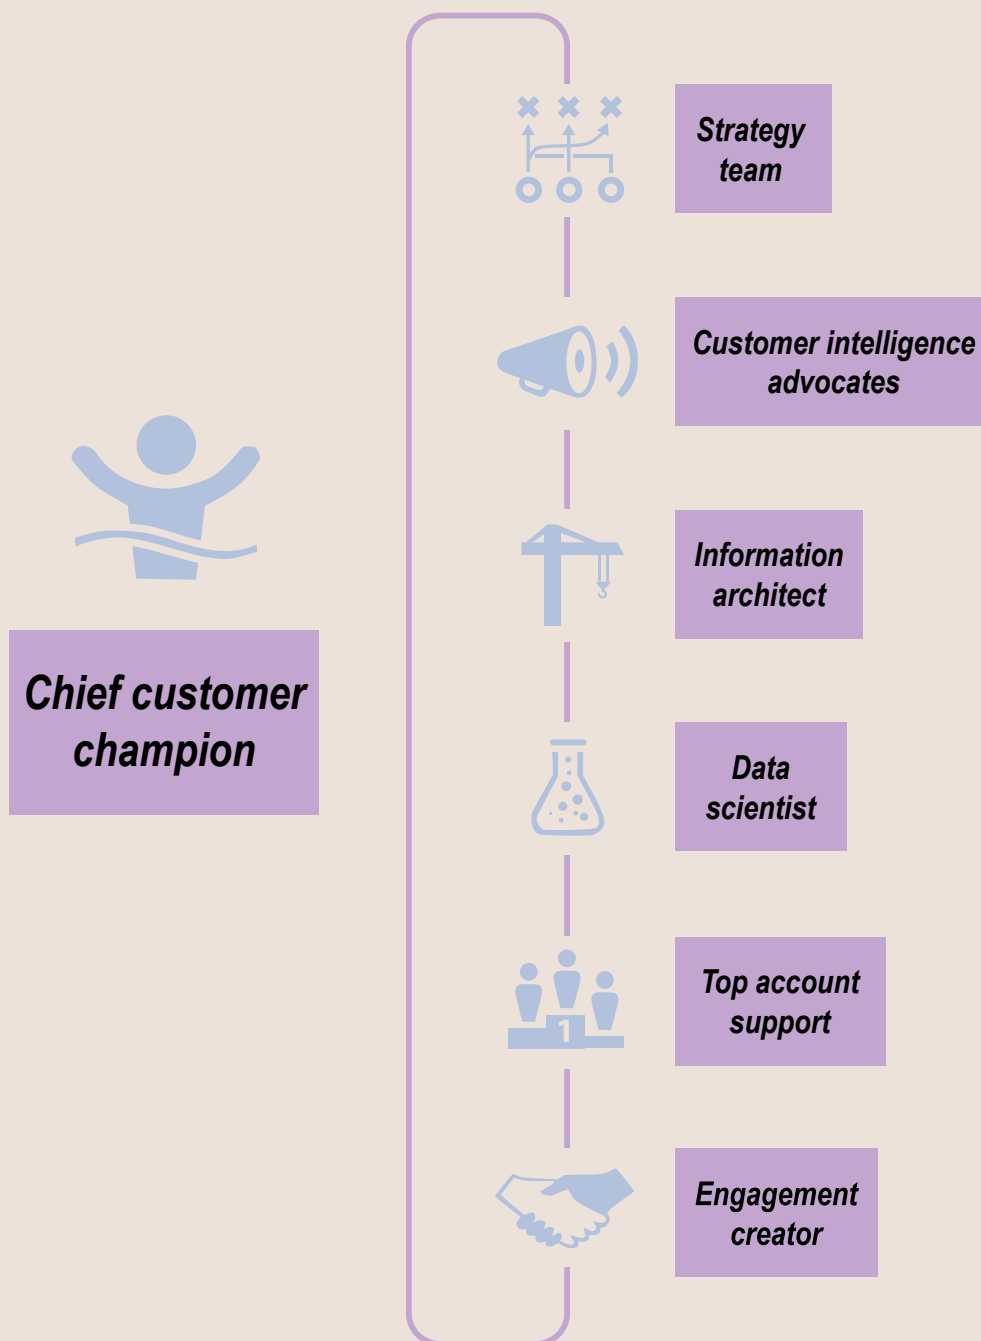 Strategy
team
Customer intelligence
advocates
Information
architect
Chief customer
champion
Data
scientist
1
Top account
support
Engagement
creator